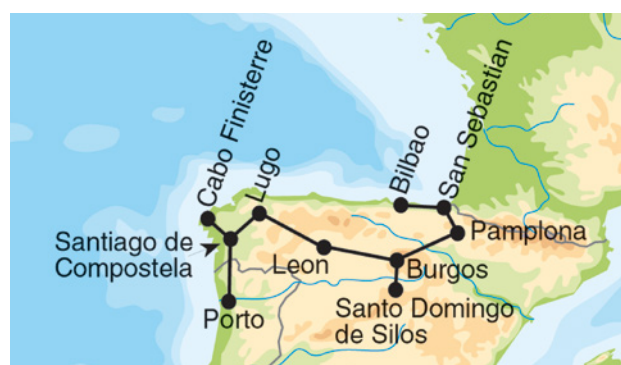 Cabo Finisterre
Lugo
Bilbao
San Sebastian
Santiago de
Compostela
Leon
Burgos
Pamplona
Porto
Santo Domingo
de Silos